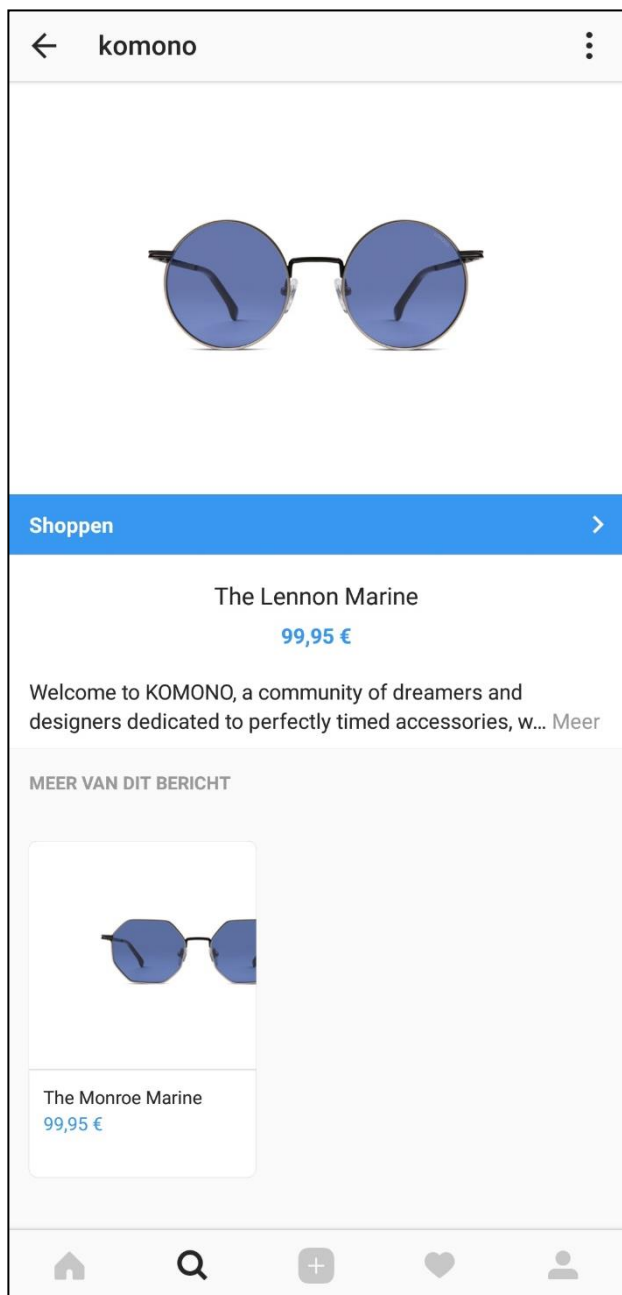 komono
Shoppen
The Lennon Marine
99,95 €
Welcome to KOMONO, a community of dreamers and
designers dedicated to perfectly timed accessories, w... Meer
MEER VAN DIT BERICHT
The Monroe Marine
99,95 €